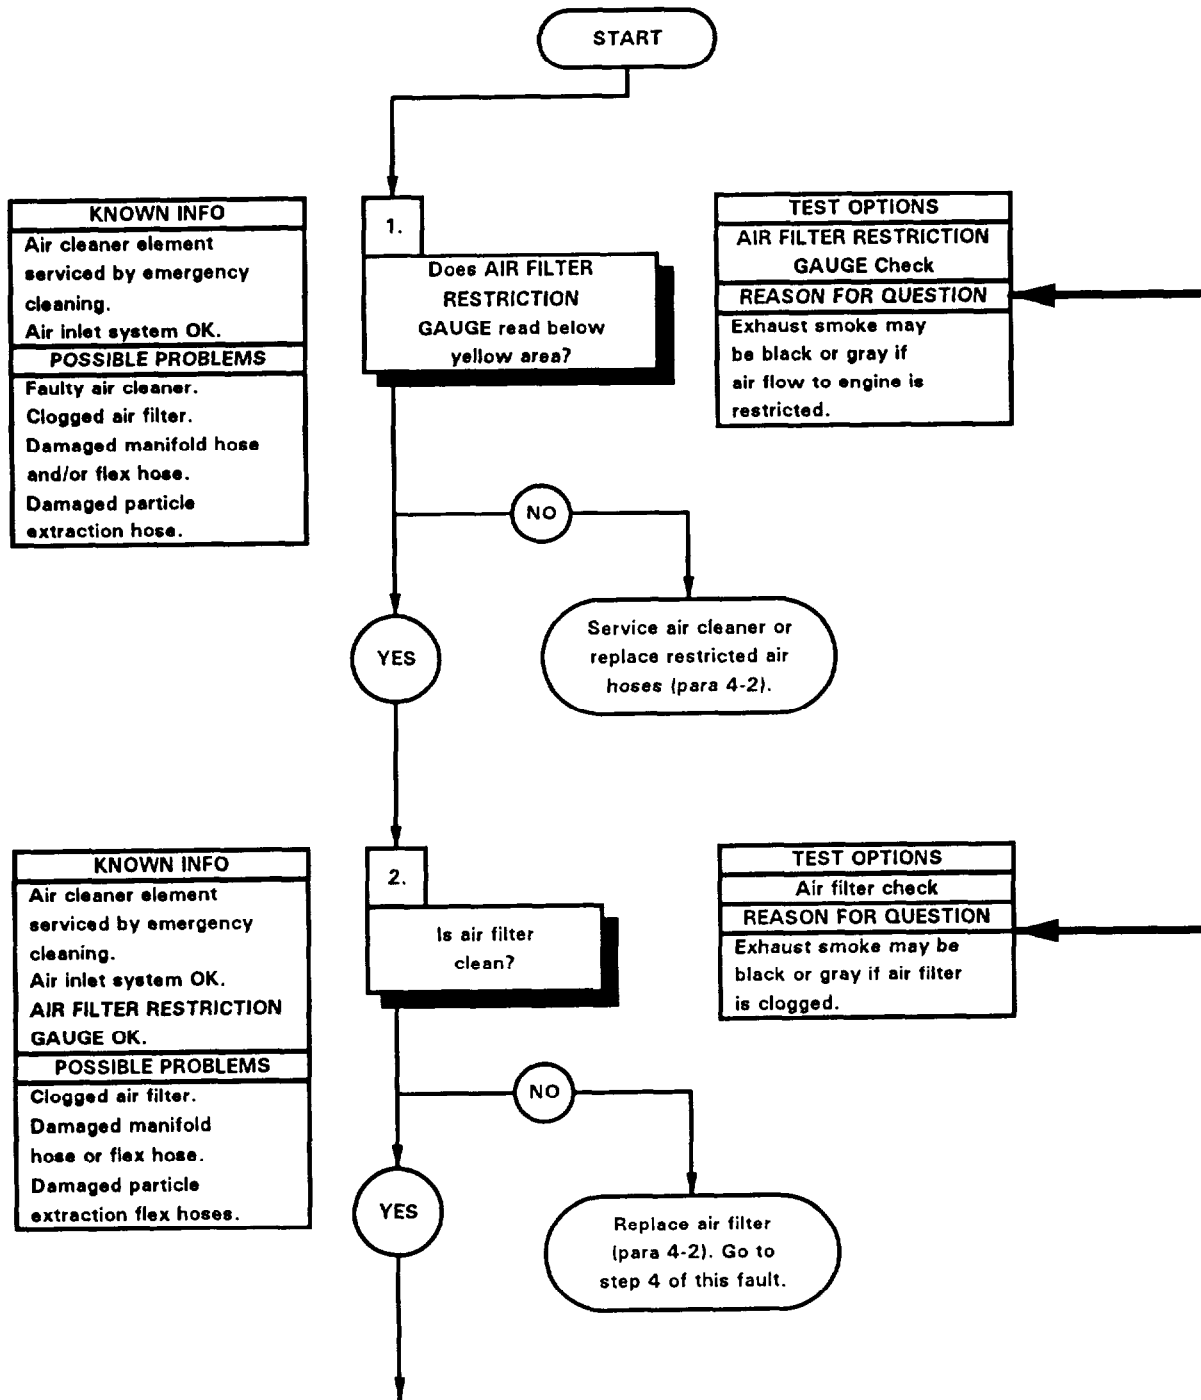 START
KNOWN INFO
Air cleaner element
serviced by emergency
cleaning.
Air inlet system OK.
POSSIBLE PROBLEMS
Faulty air cleaner.
Clogged air filter.
Damaged manifold hose
and/or flex hose.
Damaged particle
extraction hose.
1.
Does AIR FILTER
RESTRICTION
GAUGE read below
yellow area?
TEST OPTIONS
AIR FILTER RESTRICTION
GAUGE Check
REASON FOR QUESTION
Exhaust smoke may
be black or gray if
air flow to engine is
restricted.
NO
YES
Service air cleaner or
replace restricted air
hoses (para 4-2).
KNOWN INFO
Air cleaner element
serviced by emergency
cleaning.
Air inlet system OK.
AIR FILTER RESTRICTION
GAUGE OK.
POSSIBLE PROBLEMS
Clogged air filter.
Damaged manifold
hose or flex hose.
Damaged particle
extraction flex hoses.
2.
Is air filter
clean?
TEST OPTIONS
Air filter check
REASON FOR QUESTION
Exhaust smoke may be
black or gray if air filter
is clogged.
NO
YES
Replace air filter
(para 4-2). Go to
step 4 of this fault.